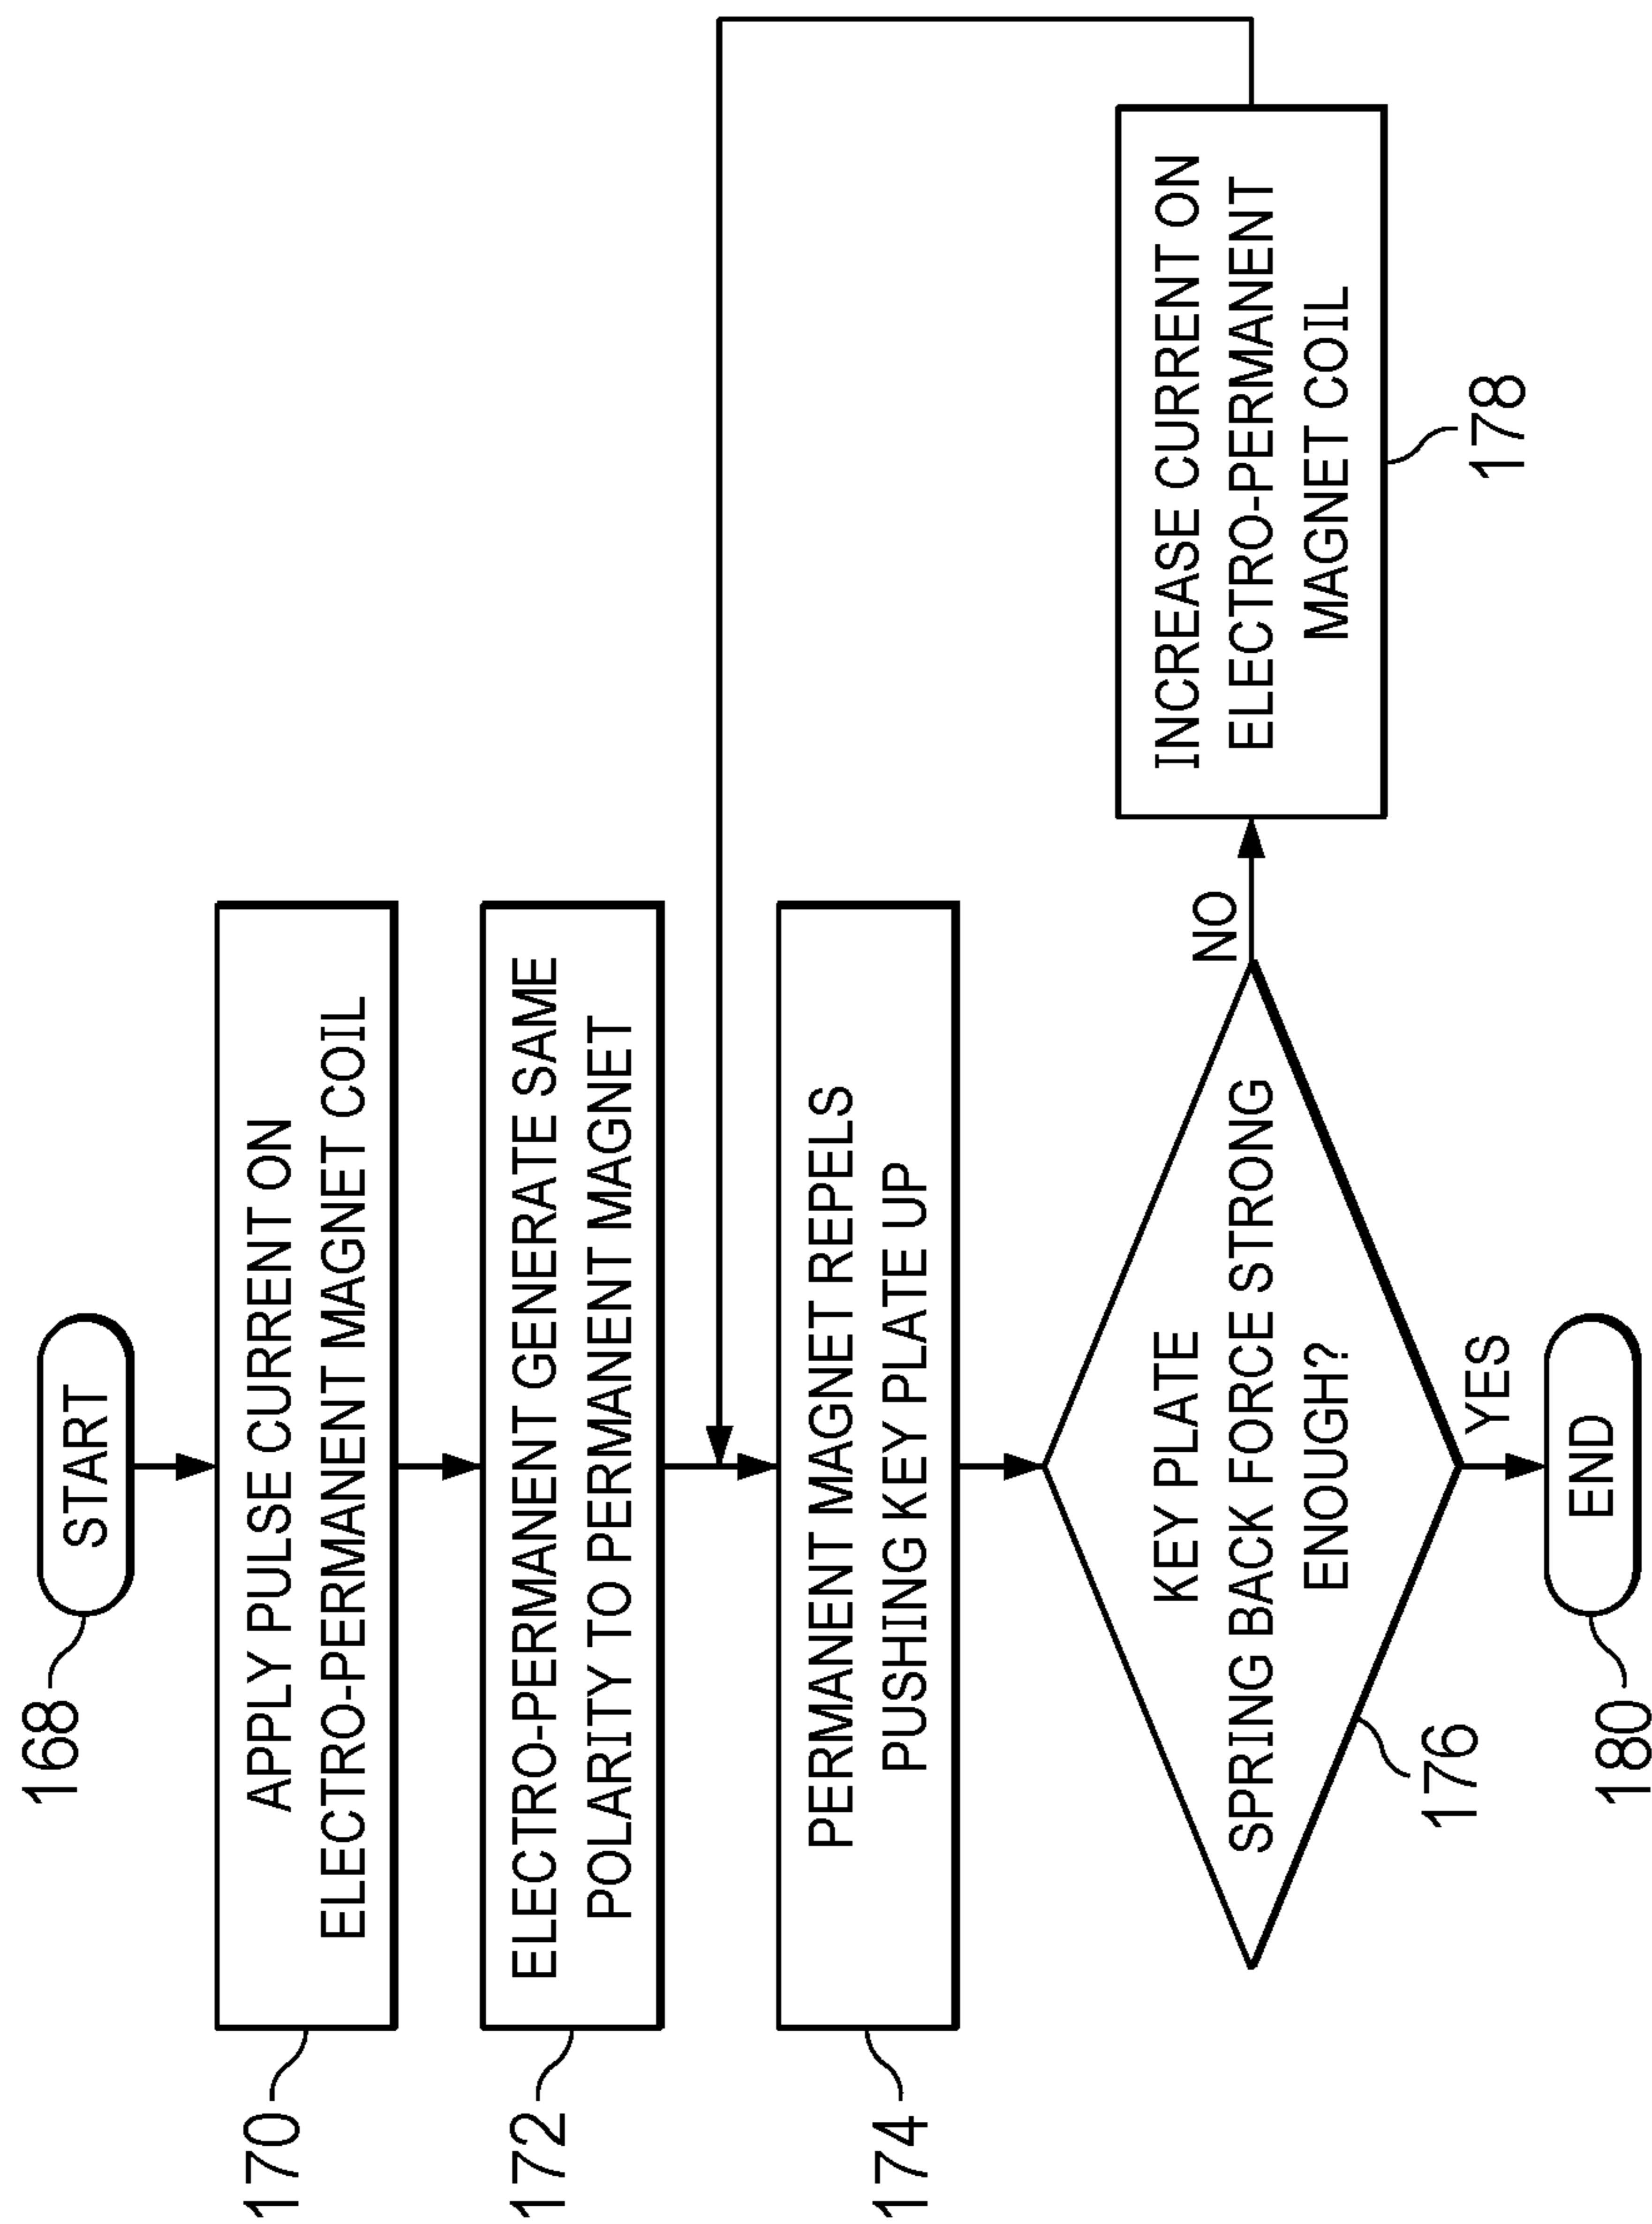 168
START
170
APPLY PULSE CURRENT ON
ELECTRO-PERMANENT MAGNET COIL
172
ELECTRO-PERMANENT GENERATE SAME
POLARITY TO PERMANENT MAGNET
174
PERMANENT MAGNET REPELS
PUSHING KEY PLATE UP
KEY PLATE
SPRING BACK FORCE STRONG
ENOUGH?
176
NO
INCREASE CURRENT ON
ELECTRO-PERMANENT
MAGNET COIL
178
YES
180
END